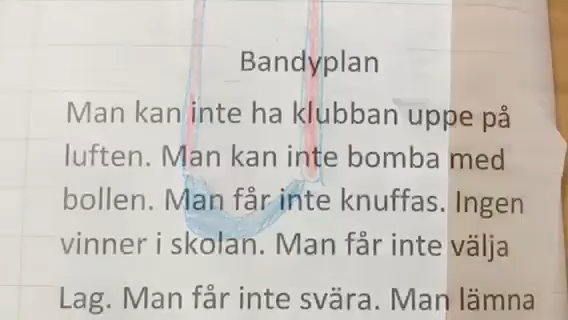 Bandyplan
Man kan inte ha klubban uppe på
luften. Man kan inte bomba med
bollen. Man får inte knuffas. Ingen
vinner i skolan. Man får inte välja
Lag. Man får inte svära. Man lämna